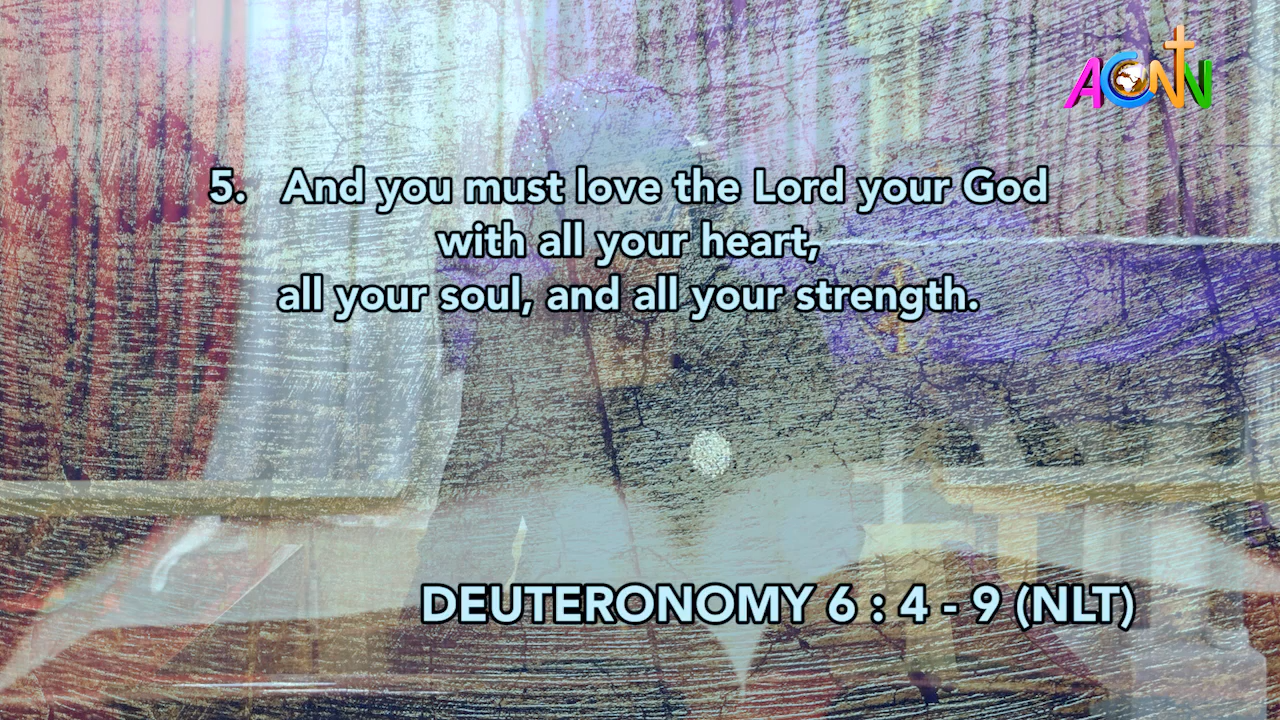 ACNN
5. And you must love the Lord your God
with all your heart,
all your soul, and all your strength.
DEUTERONOMY 6 : 4 - 9 (NLT)